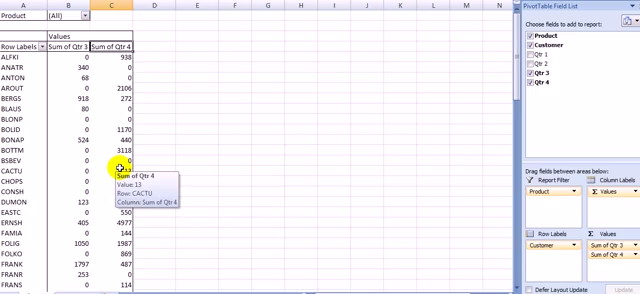 A B C D E F G H I J K L M N
Product (All)
Values
Row Labels Sum of Qtr 3 Sum of Qtr 4
ALFKI 0 938
ANATR 340 0
ANTON 68 0
AROUT 0 2106
BERGS 918 272
BLAUS 80 0
BLONP 0 0
BOLID 0 1170
BONAP 524 440
BOTTM 0 3118
BSBEV 0 0
CACTU 0
CHOPS 0
CONSH 0
DUMON 123
EASTC 0 550
ERNSH 405 4977
FAMIA 0 144
FOLIG 1050 1987
FOLKO 0 869
FRANK 1797 487
FRANR 253 0
FRANS 0 114
Sum of Qtr 4
Value: 13
Row: CACTU
Column: Sum of Qtr 4
PivotTable Field List
Choose fields to add to report:
Product
Customer
Qtr 1
Qtr 2
Qtr 3
Qtr 4
Drag fields between areas below:
Report Filter Column Labels
Product Σ Values
Row Labels Σ Values
Customer Sum of Qtr 3
Sum of Qtr 4
Defer Layout Update Update